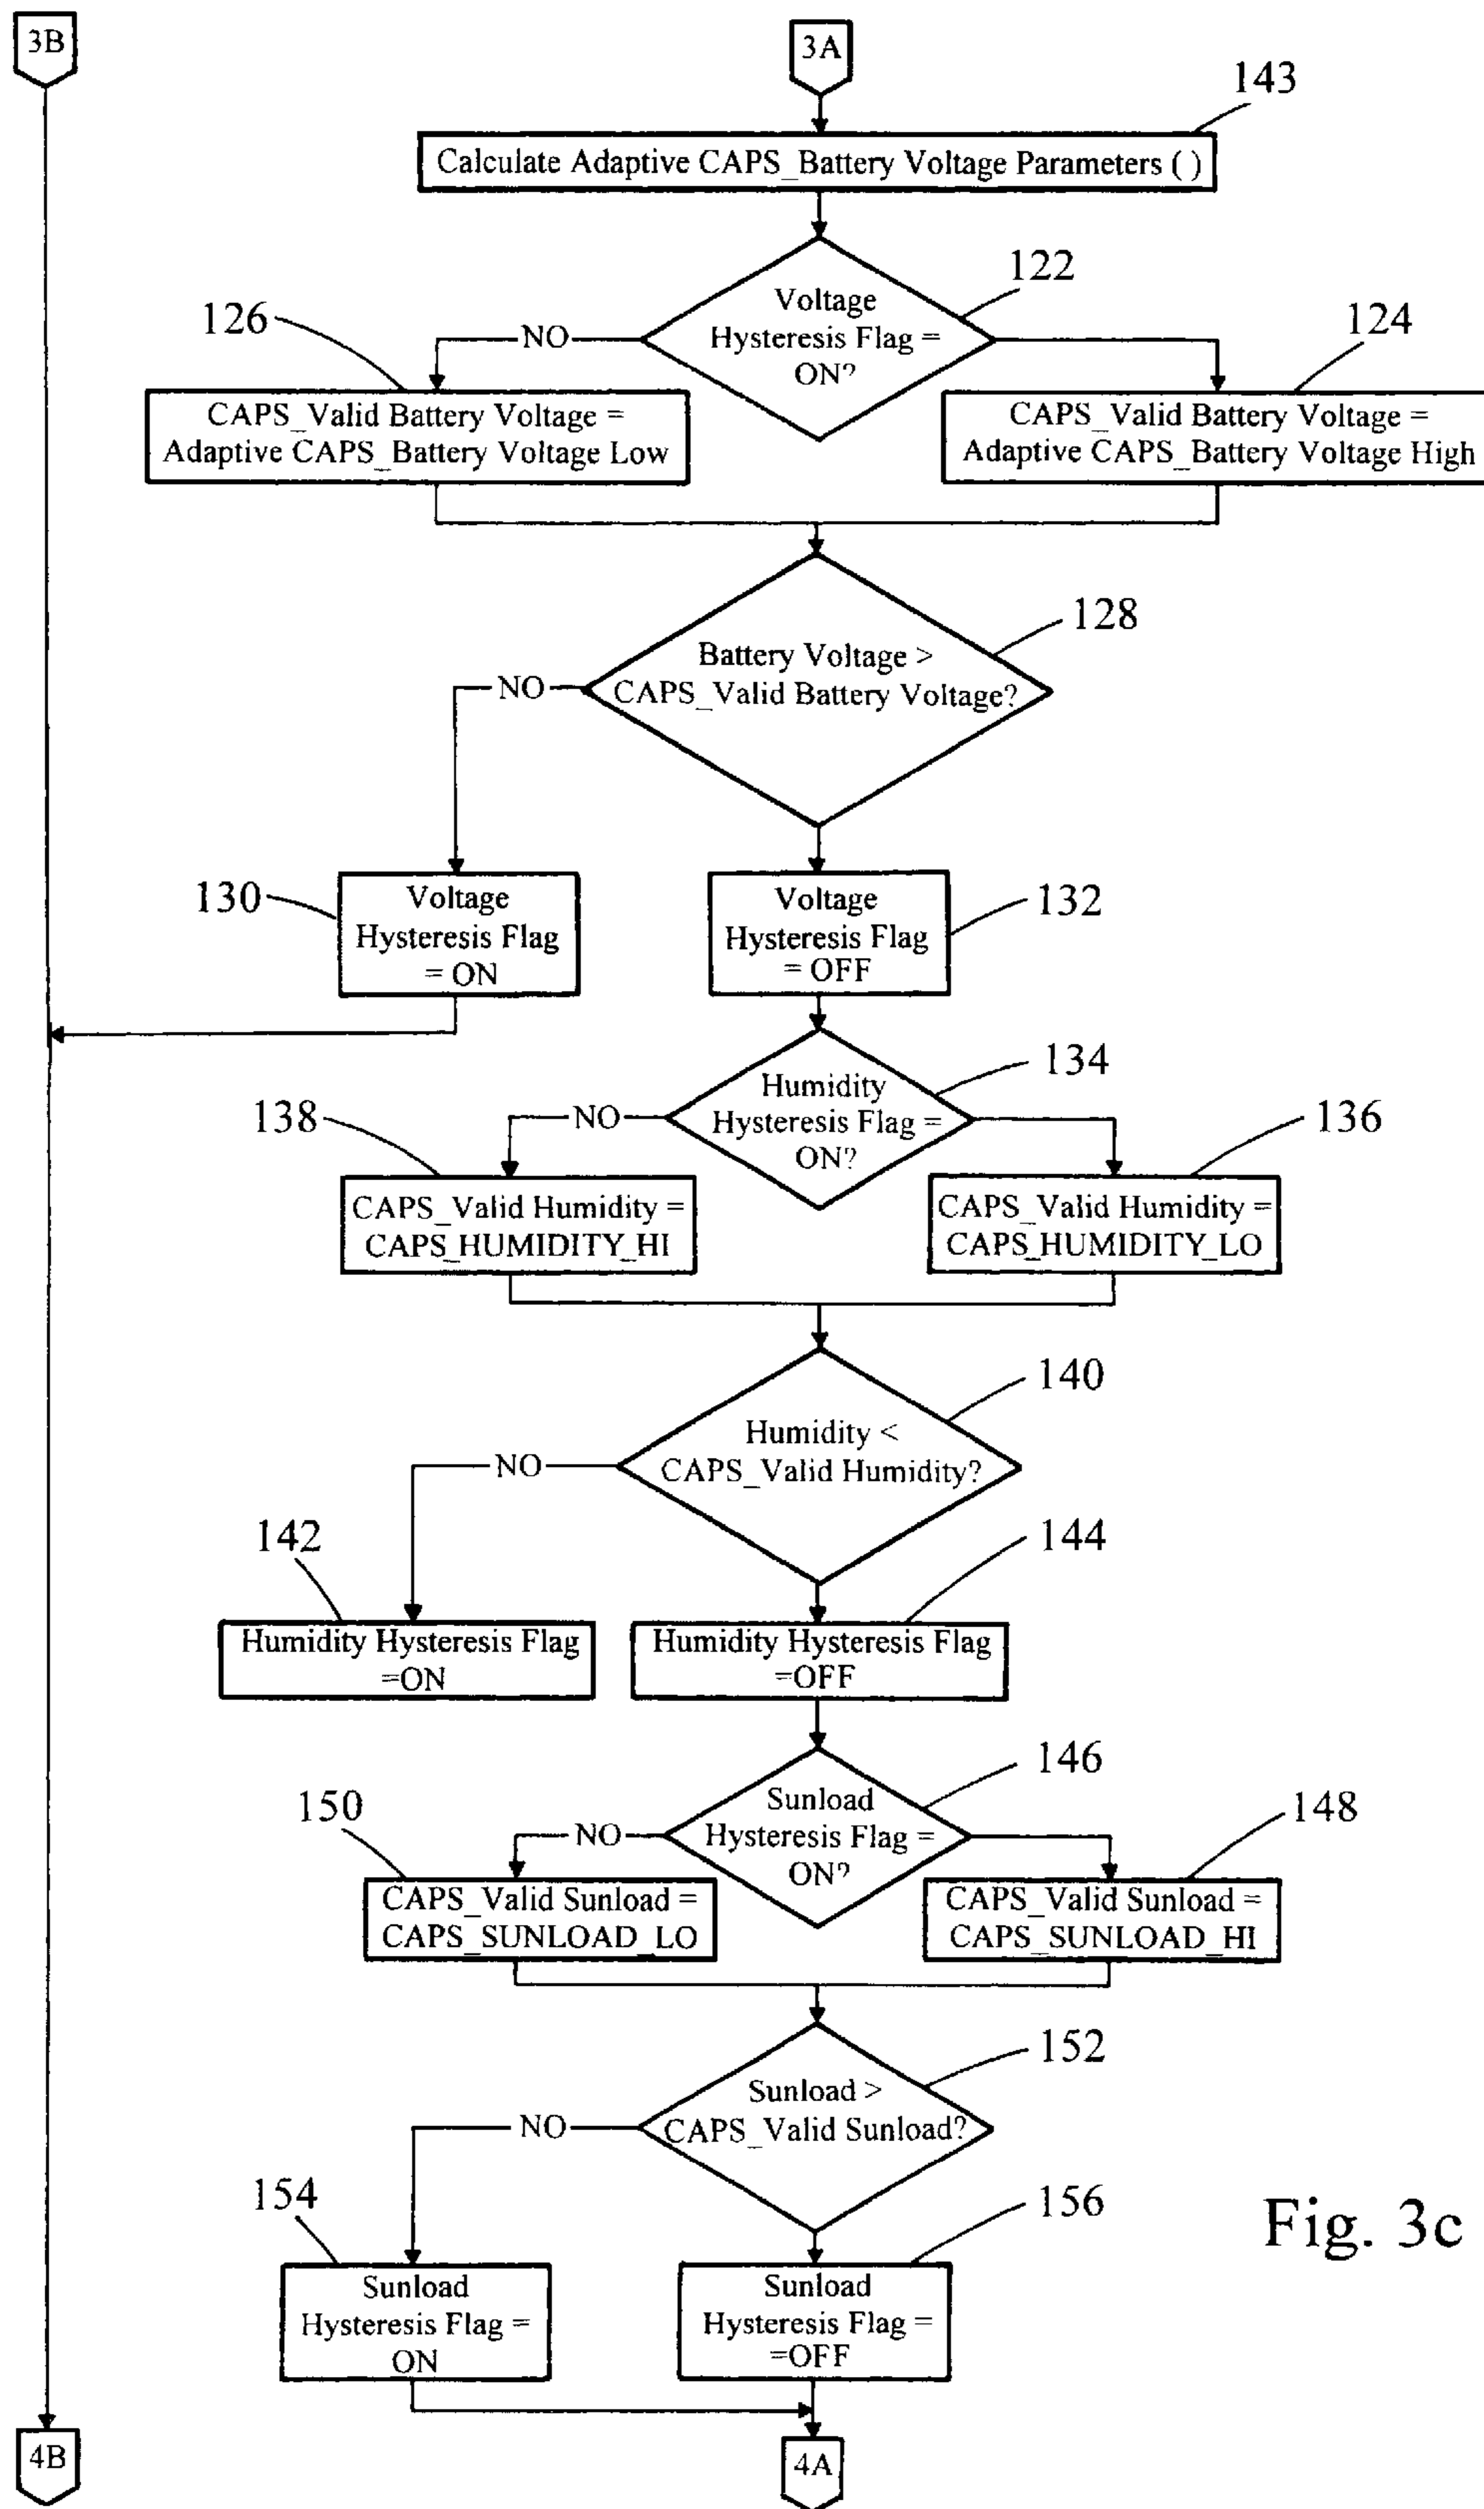 3B
3A
143
Calculate Adaptive CAPS_Battery Voltage Parameters ( )
122
Voltage
Hysteresis Flag =
ON?
126
NO
124
CAPS_Valid Battery Voltage =
Adaptive CAPS_Battery Voltage Low
CAPS_Valid Battery Voltage =
Adaptive CAPS_Battery Voltage High
128
Battery Voltage >
CAPS_Valid Battery Voltage?
NO
130
Voltage
Hysteresis Flag
= ON
Voltage
Hysteresis Flag
= OFF
132
134
Humidity
Hysteresis Flag =
ON?
138
NO
136
CAPS_Valid Humidity =
CAPS_HUMIDITY_HI
CAPS_Valid Humidity =
CAPS_HUMIDITY_LO
140
Humidity <
CAPS_Valid Humidity?
NO
142
144
Humidity Hysteresis Flag
=ON
Humidity Hysteresis Flag
=OFF
146
Sunload
Hysteresis Flag =
ON?
150
NO
148
CAPS_Valid Sunload =
CAPS_SUNLOAD_LO
CAPS_Valid Sunload =
CAPS_SUNLOAD_HI
152
Sunload >
CAPS_Valid Sunload?
NO
154
156
Sunload
Hysteresis Flag =
ON
Sunload
Hysteresis Flag =
=OFF
Fig. 3c
4B
4A